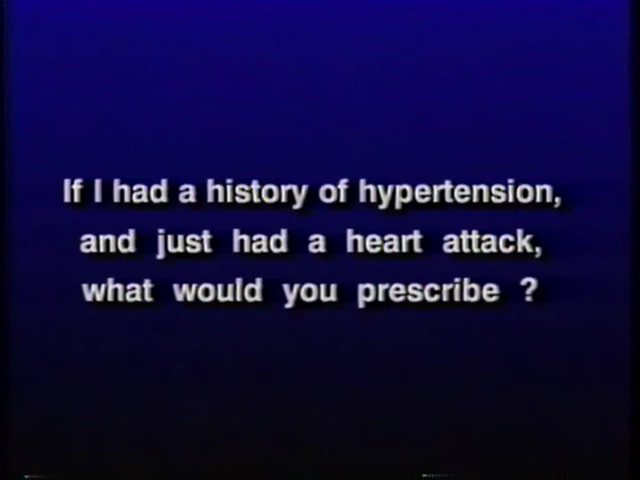 If I had a history of hypertension,
and just had a heart attack,
what would you prescribe ?